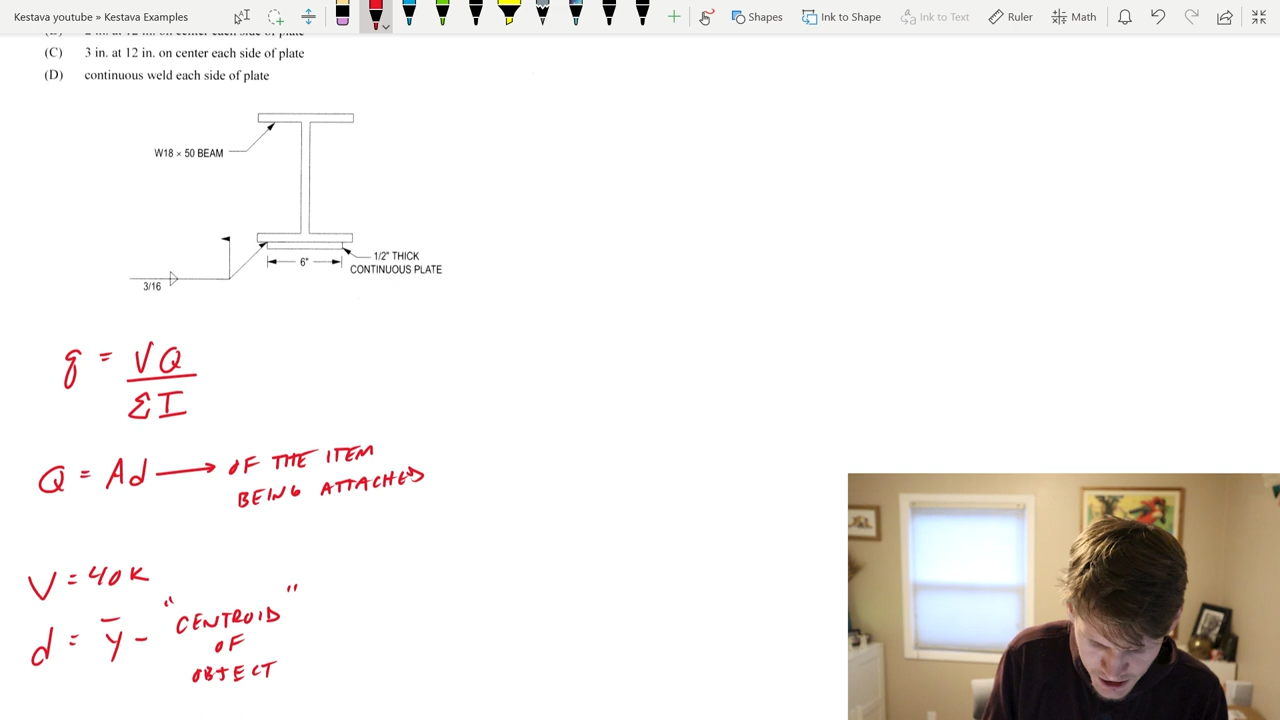 Kestava youtube » Kestava Examples
Shapes
Ink to Shape
Ink to Text
Ruler
Math
(C) 3 in. at 12 in. on center each side of plate
(D) continuous weld each side of plate
W18 × 50 BEAM
1/2" THICK
CONTINUOUS PLATE
6"
3/16
q = VQ
ΣI
Q = Ad → OF THE ITEM
BEING ATTACHED
V = 40K
d = ȳ - "CENTROID"
OF
OBJECT